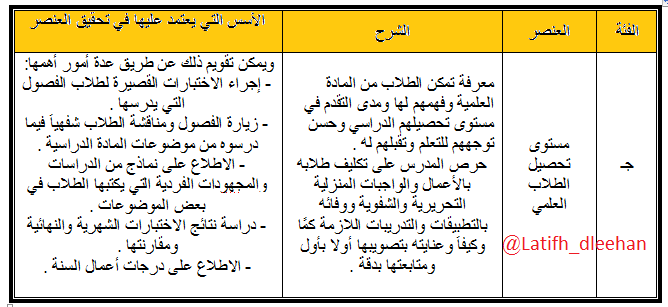 الفئة
العنصر
الشرح
الأسس التي يعتمد عليها في تحقيق العنصر
جـ
مستوى
تحصيل
الطلاب
العلمي
معرفة تمكن الطلاب من المادة
العلمية وفهمهم لها ومدى التقدم في
مستوى تحصيلهم الدراسي وحسن
توجههم للتعلم وتقبلهم له .
حرص المدرس على تكليف طلابه
بالأعمال والواجبات المنزلية
التحريرية والشفوية ووفائه
بالتطبيقات والتدريبات اللازمة كمًّا
وكيفاً وعنايته بتصويبها أولا بأول
ومتابعتها بدقة .
ويمكن تقويم ذلك عن طريق عدة أمور أهمها:
- إجراء الاختبارات القصيرة لطلاب الفصول
التي يدرسها .
- زيارة الفصول ومناقشة الطلاب شفهياً فيما
درسوه من موضوعات المادة الدراسية .
- الاطلاع على نماذج من الدراسات
والمجهودات الفردية التي يكتبها الطلاب في
بعض الموضوعات .
- دراسة نتائج الاختبارات الشهرية والنهائية
ومقارنتها .
- الاطلاع على درجات أعمال السنة .
@Latifh_dleehan